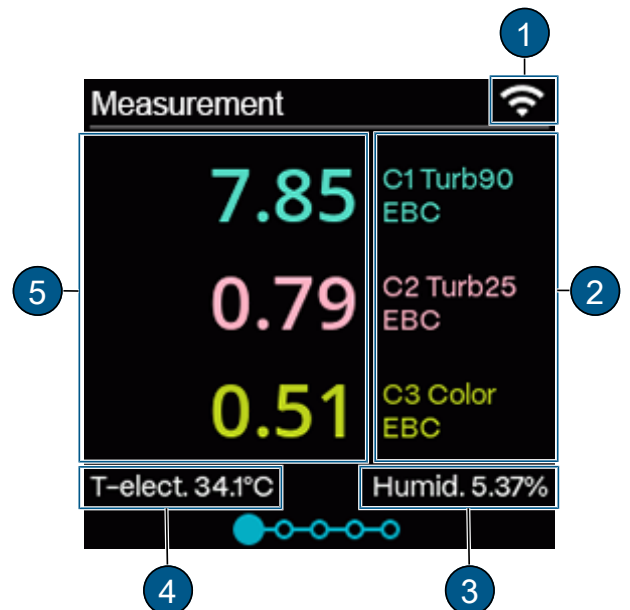 1
Measurement
7.85 C1 Turb90
EBC
5
0.79 C2 Turb25
EBC
2
0.51 C3 Color
EBC
T-elect. 34.1°C Humid. 5.37%
4 3